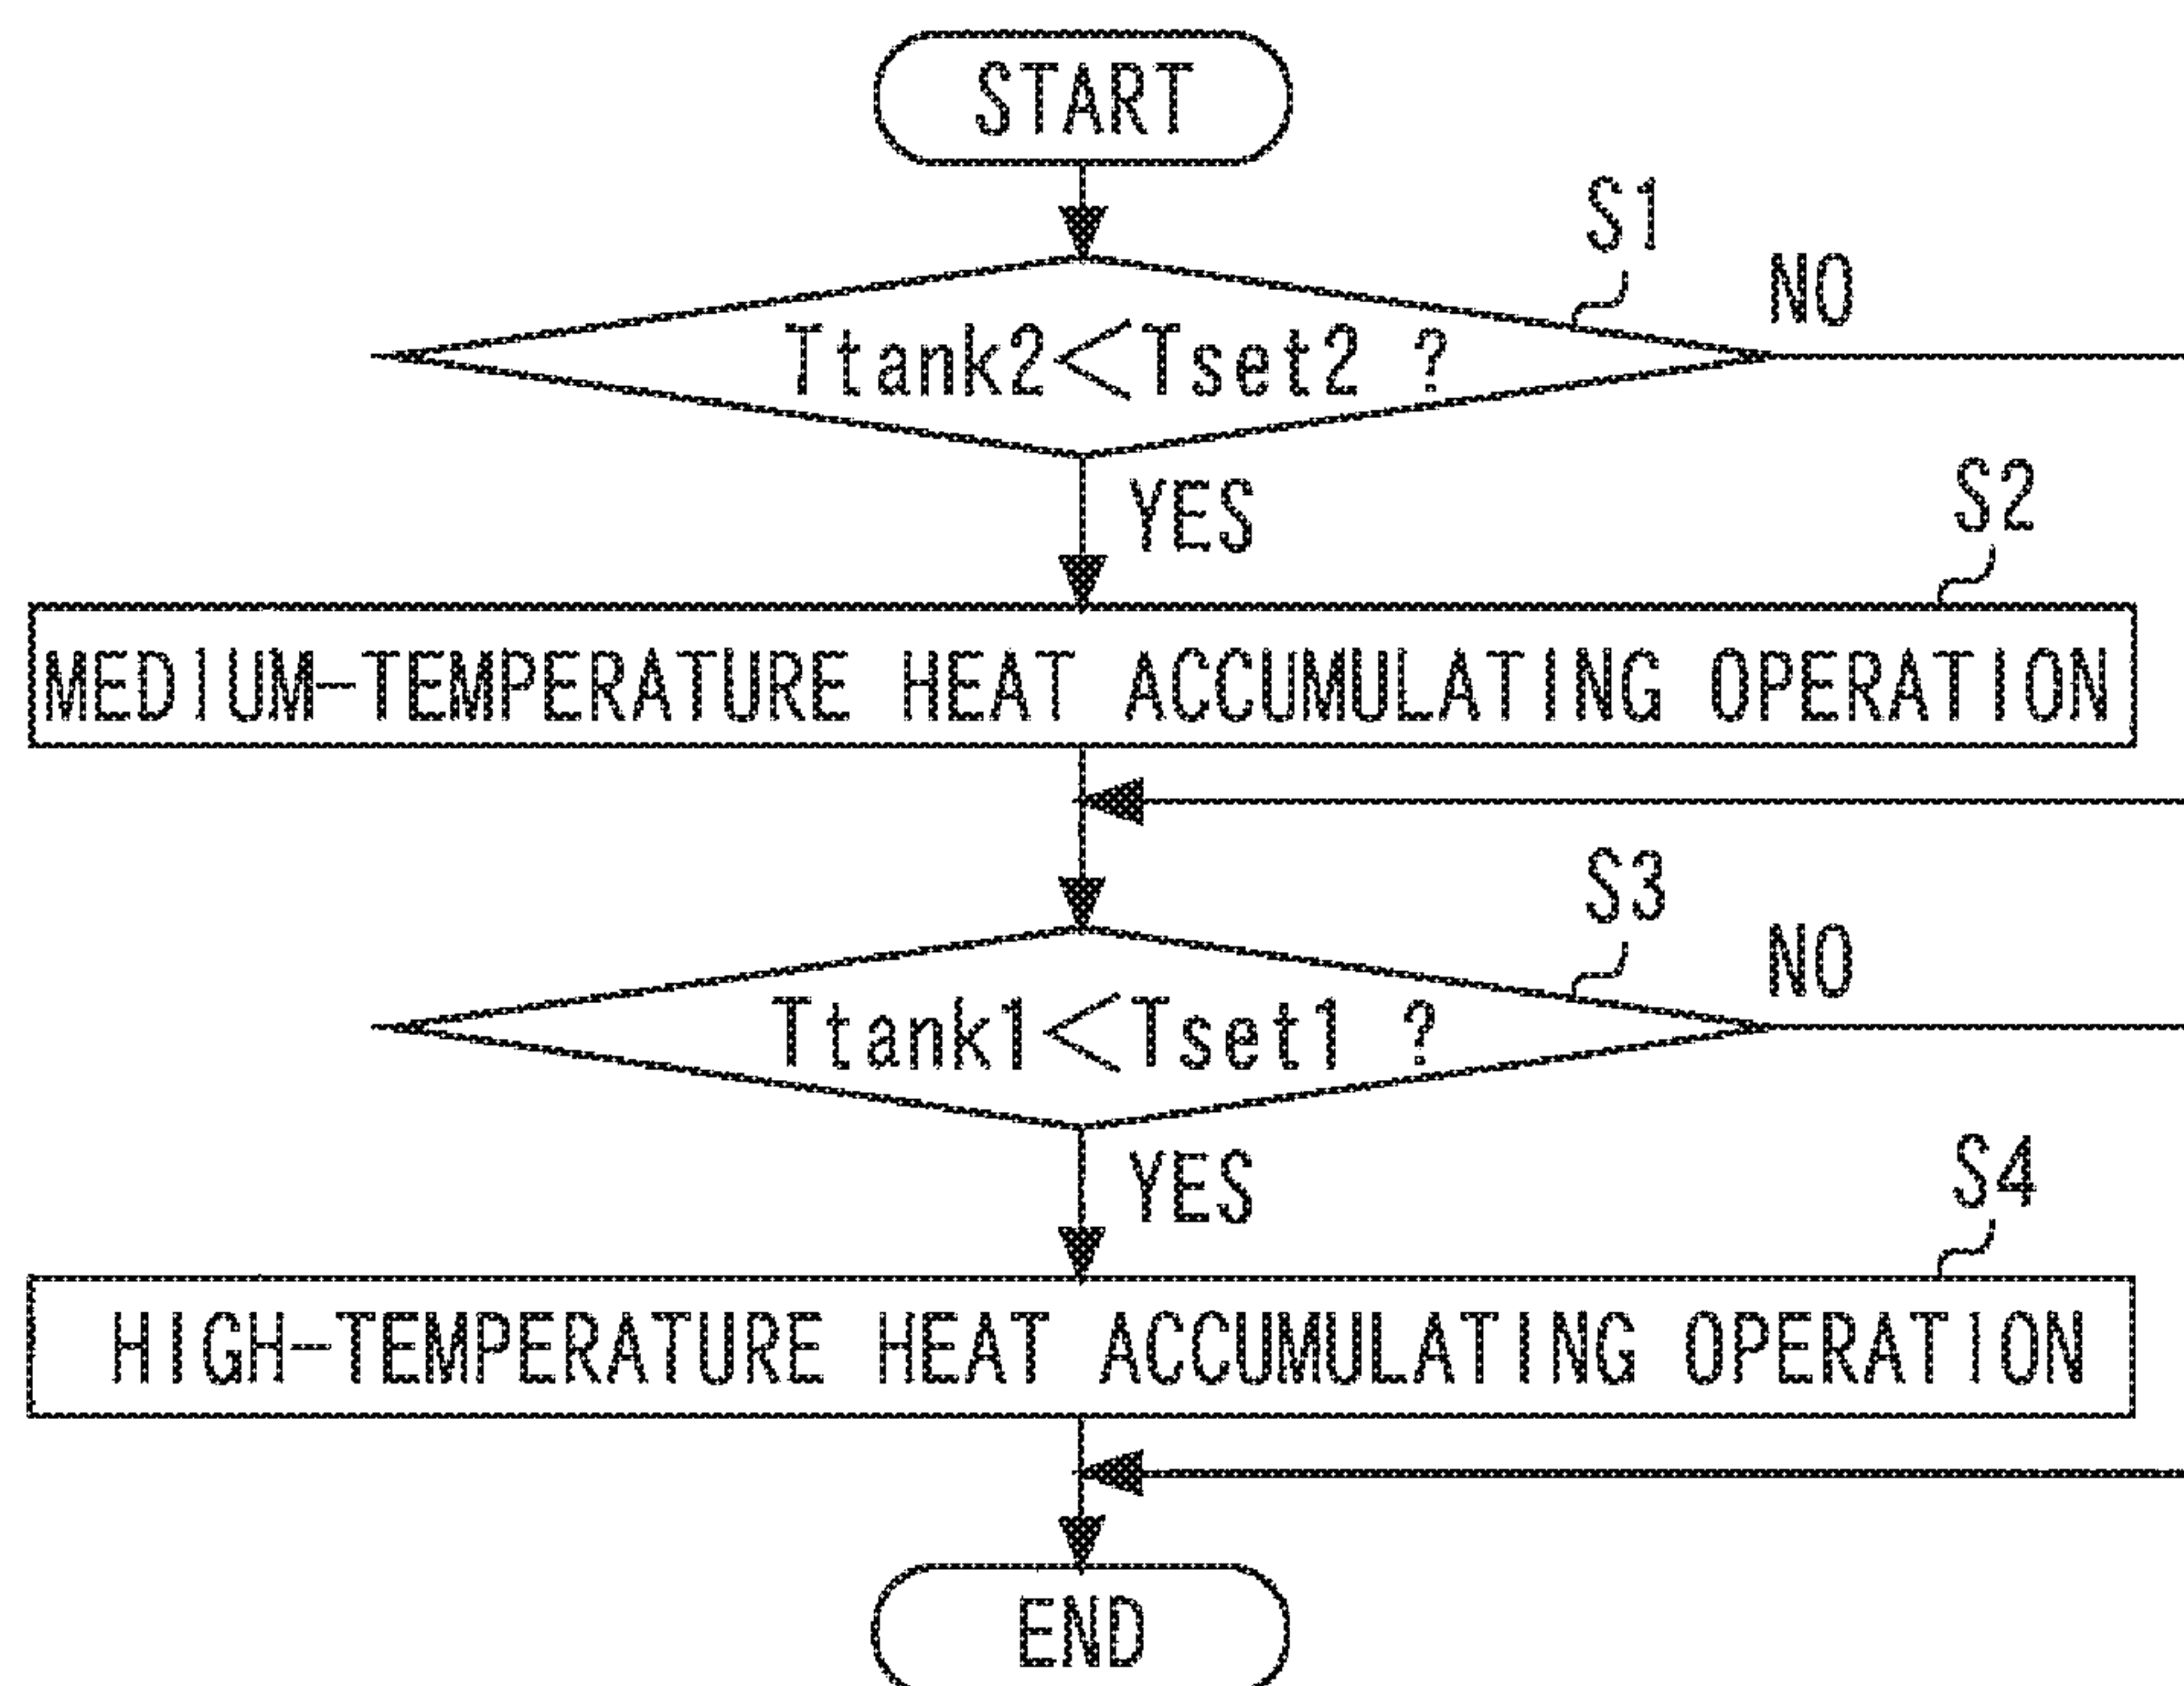 START
S1
NO
Ttank2<Tset2 ?
YES
S2
MEDIUM-TEMPERATURE HEAT ACCUMULATING OPERATION
S3
NO
Ttank1<Tset1 ?
YES
S4
HIGH-TEMPERATURE HEAT ACCUMULATING OPERATION
END